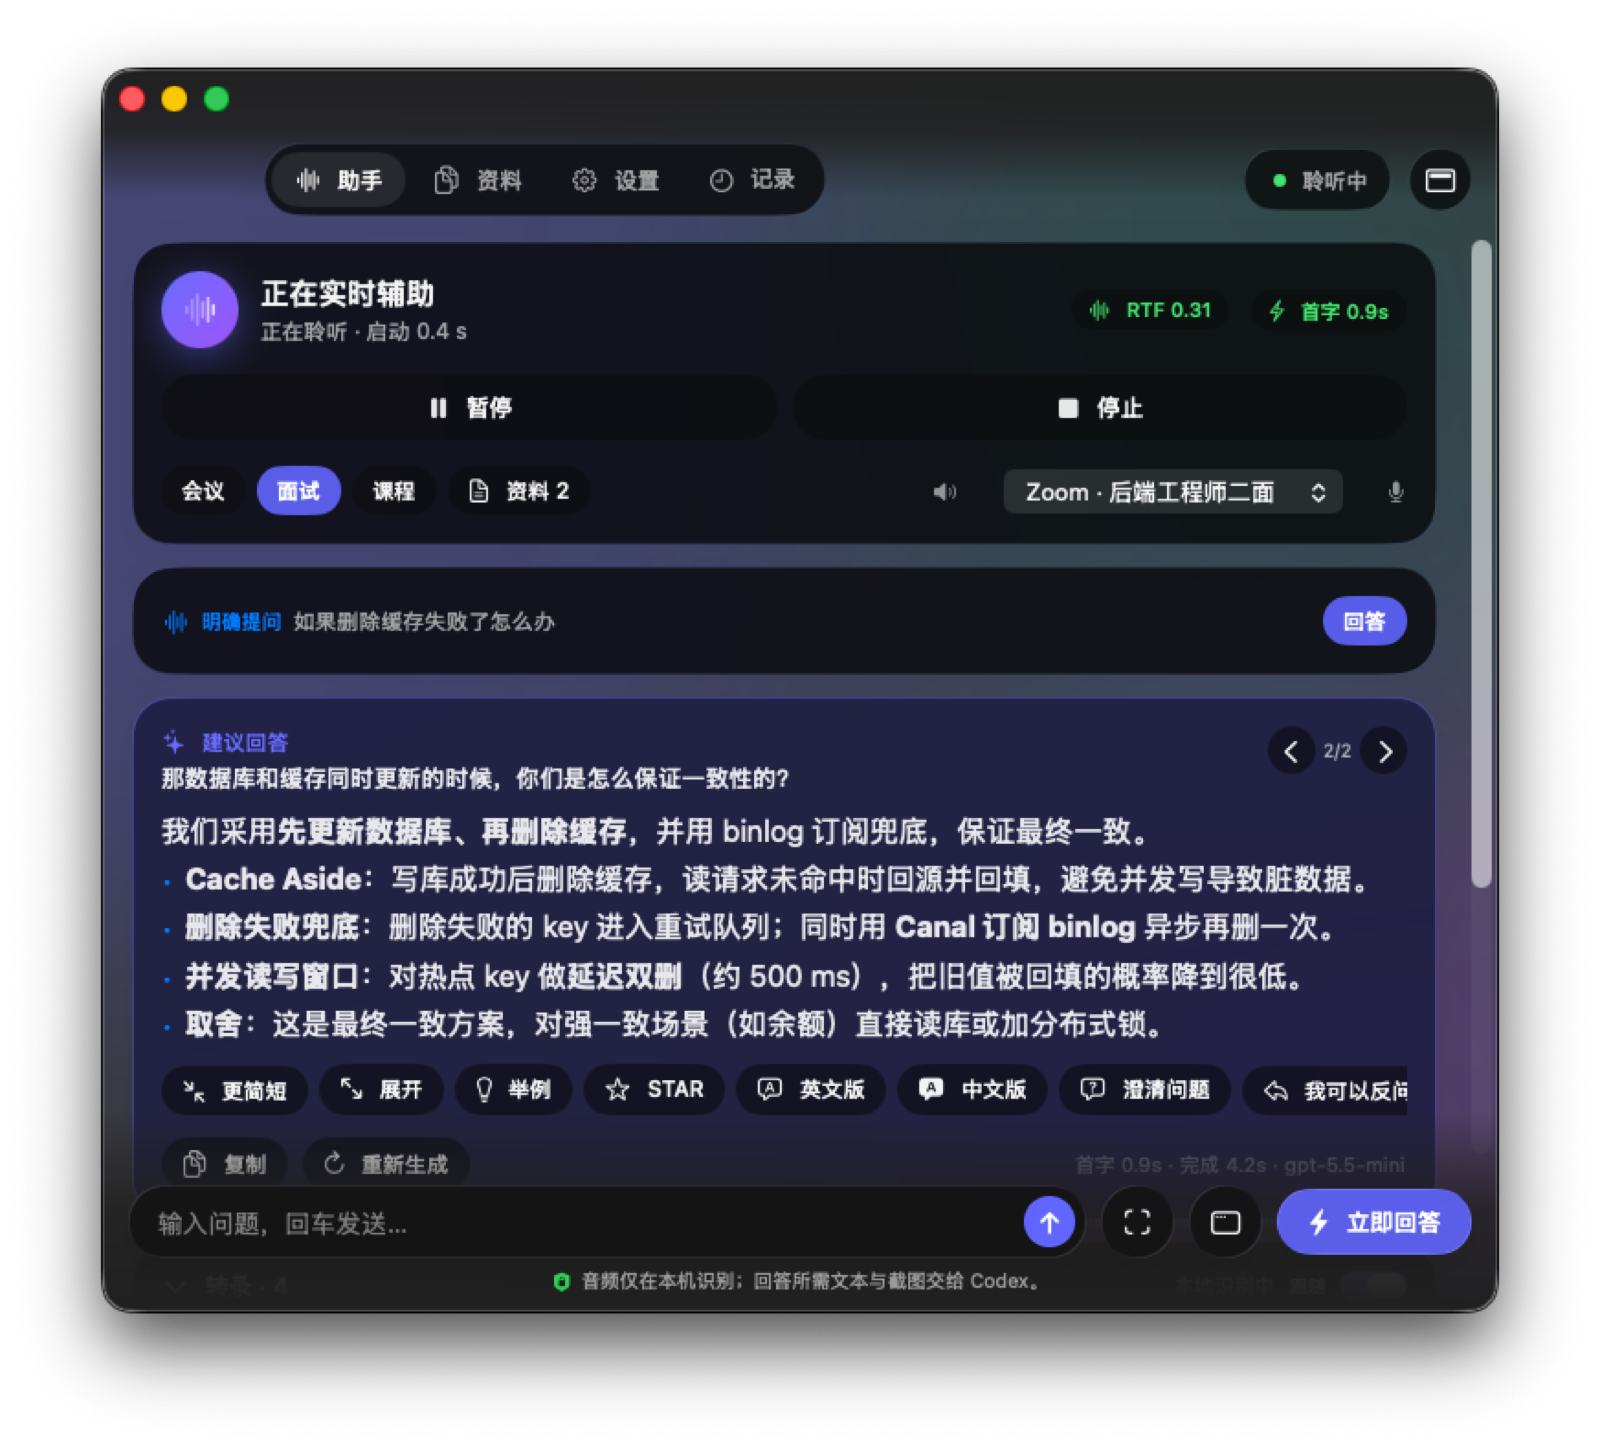 助手 资料 设置 记录 聆听中
正在实时辅助
正在聆听 · 启动 0.4 s
RTF 0.31 首字 0.9s
暂停 停止
会议 面试 课程 资料 2 Zoom · 后端工程师二面
明确提问 如果删除缓存失败了怎么办 回答
建议回答
2/2
那数据库和缓存同时更新的时候，你们是怎么保证一致性的？
我们采用先更新数据库、再删除缓存，并用 binlog 订阅兜底，保证最终一致。
· Cache Aside：写库成功后删除缓存，读请求未命中时回源并回填，避免并发写导致脏数据。
· 删除失败兜底：删除失败的 key 进入重试队列；同时用 Canal 订阅 binlog 异步再删一次。
· 并发读写窗口：对热点 key 做延迟双删（约 500 ms），把旧值被回填的概率降到很低。
· 取舍：这是最终一致方案，对强一致场景（如余额）直接读库或加分布式锁。
更简短 展开 举例 STAR 英文版 中文版 澄清问题 我可以反问
复制 重新生成 首字 0.9s · 完成 4.2s · gpt-5.5-mini
输入问题，回车发送... 立即回答
转录 · 4
音频仅在本机识别；回答所需文本与截图交给 Codex。